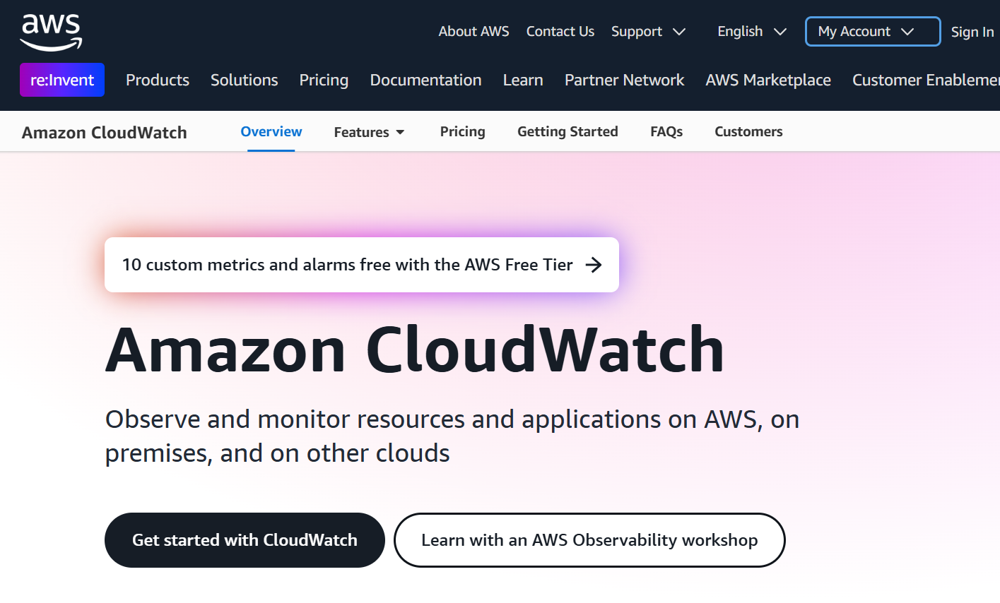 aws
About AWS Contact Us Support English My Account Sign In
re:Invent Products Solutions Pricing Documentation Learn Partner Network AWS Marketplace Customer Enablemen
Amazon CloudWatch Overview Features Pricing Getting Started FAQs Customers
10 custom metrics and alarms free with the AWS Free Tier
Amazon CloudWatch
Observe and monitor resources and applications on AWS, on
premises, and on other clouds
Get started with CloudWatch Learn with an AWS Observability workshop